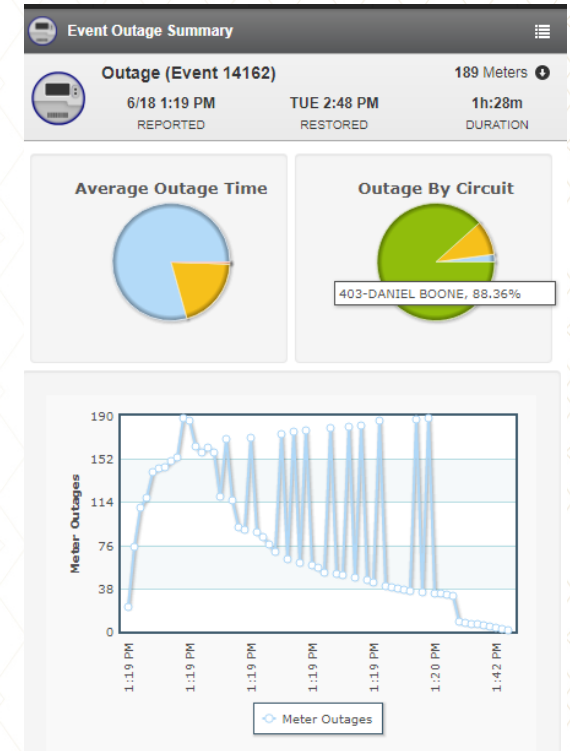 Event Outage Summary
Outage (Event 14162)
189 Meters
6/18 1:19 PM
TUE 2:48 PM
1h:28m
REPORTED
RESTORED
DURATION
Average Outage Time
Outage By Circuit
403-DANIEL BOONE, 88.36%
190
152
114
76
38
0
Meter Outages
1:19 PM
1:19 PM
1:19 PM
1:19 PM
1:19 PM
1:20 PM
1:42 PM
Meter Outages